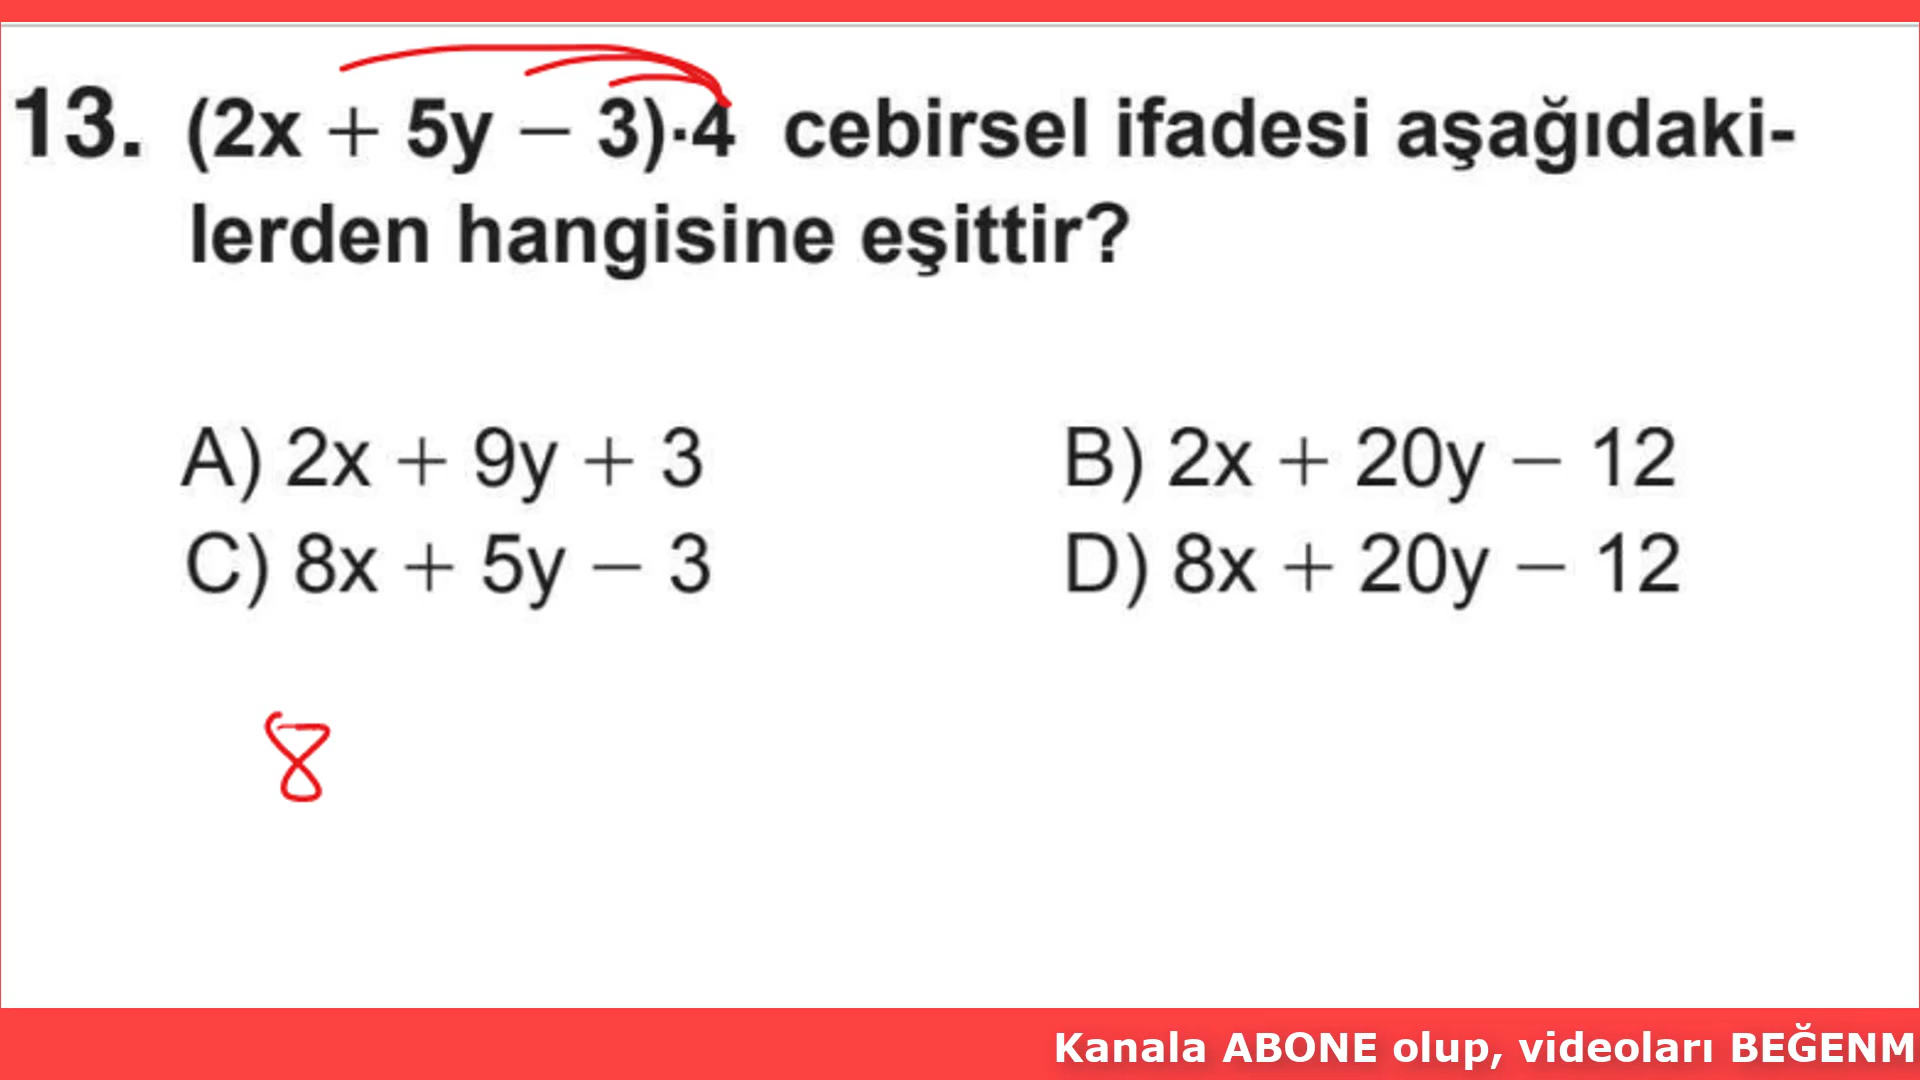 13. (2x + 5y − 3)·4 cebirsel ifadesi aşağıdaki-
lerden hangisine eşittir?
A) 2x + 9y + 3 B) 2x + 20y − 12
C) 8x + 5y − 3 D) 8x + 20y − 12
8
Kanala ABONE olup, videoları BEĞENM